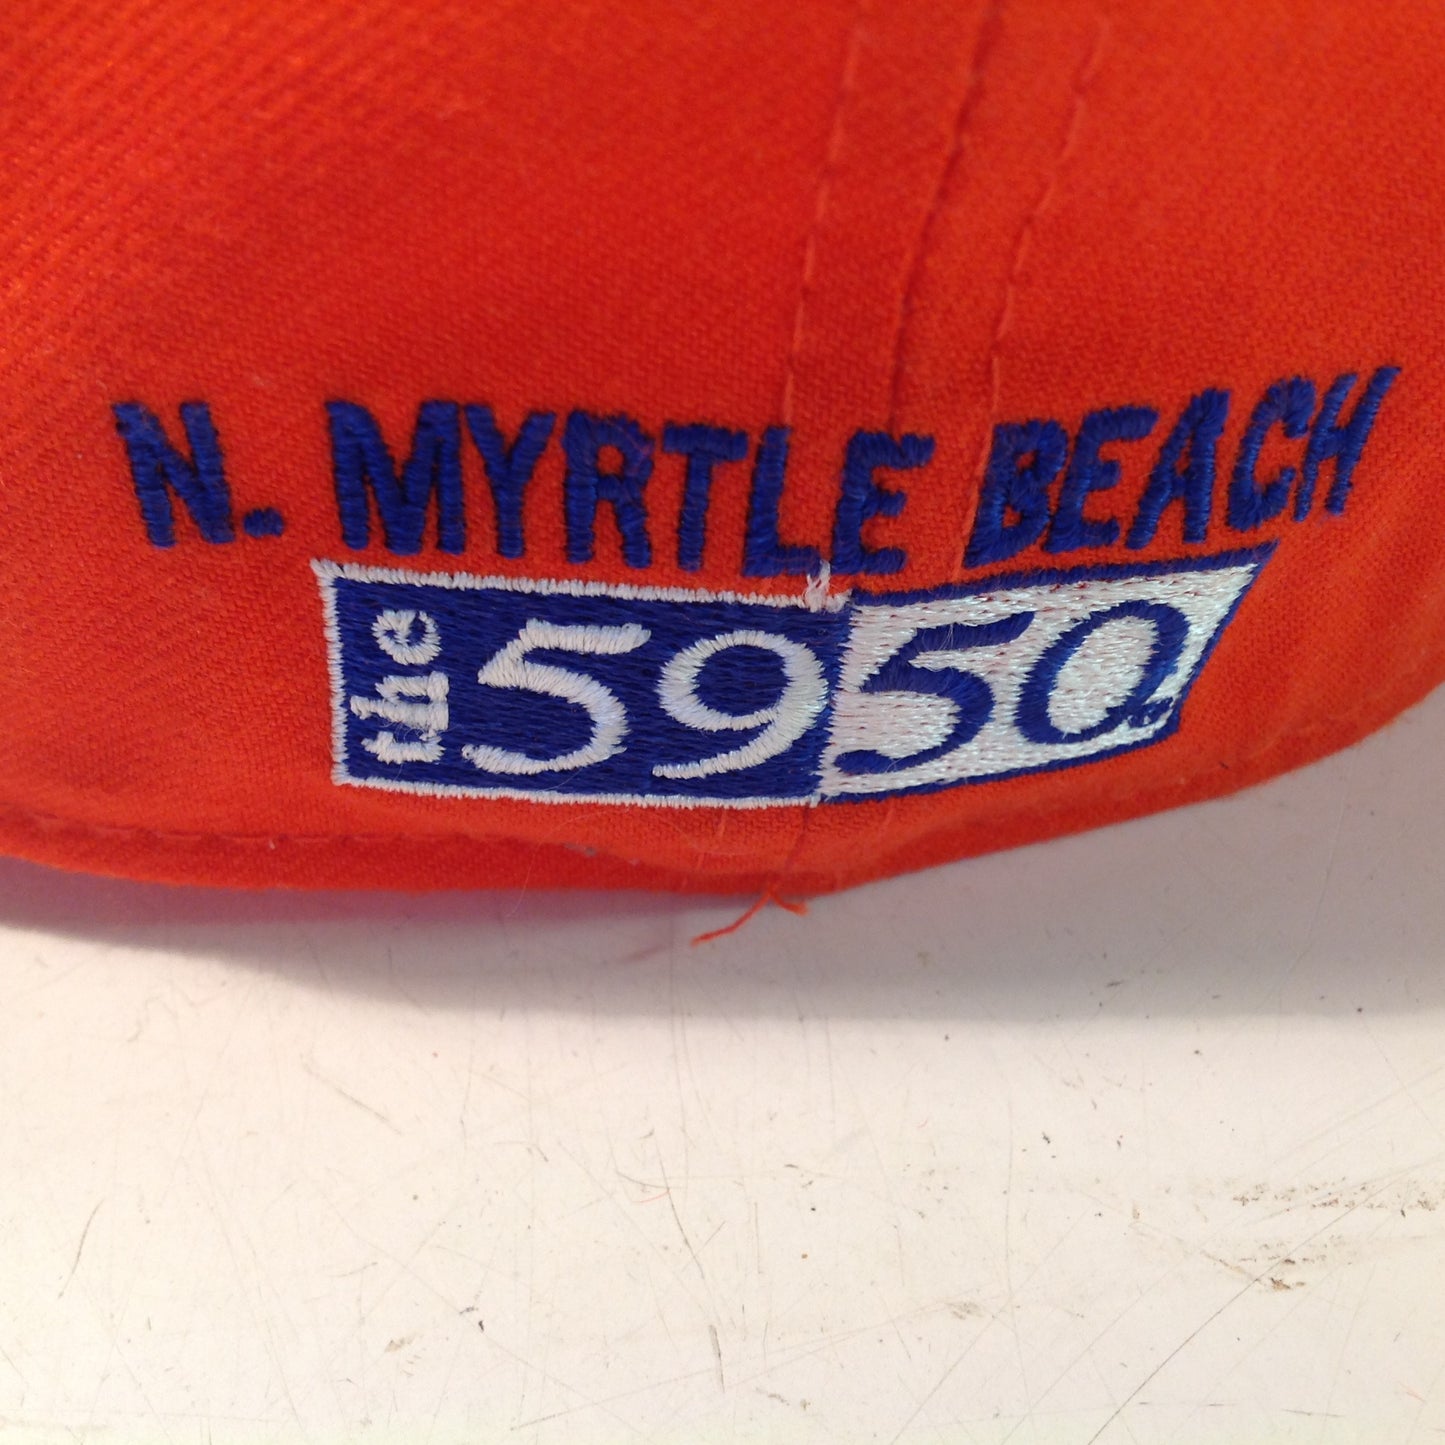 N. MYRTLE BEACH
the 5950